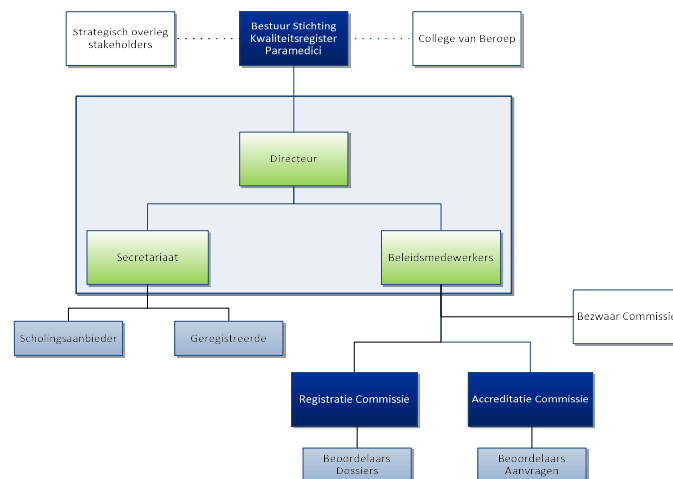 Strategisch overleg
stakeholders
Bestuur Stichting
Kwaliteitsregister
Paramedici
College van Beroep
Directeur
Secretariaat
Beleidsmedewerkers
Scholingsaanbieder
Geregistreerde
Bezwaar Commissie
Registratie Commissie
Accreditatie Commissie
Beoordelaars
Dossiers
Beoordelaars
Aanvragen